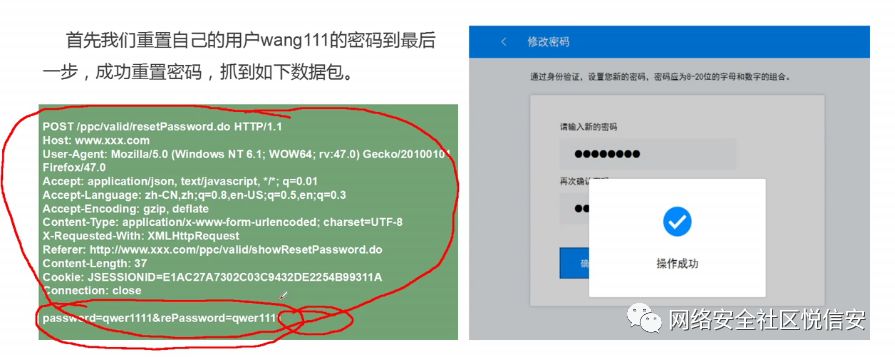 首先我们重置自己的用户wang111的密码到最后
一步，成功重置密码，抓到如下数据包。
POST /ppc/valid/resetPassword.do HTTP/1.1
Host: www.xxx.com
User-Agent: Mozilla/5.0 (Windows NT 6.1; WOW64; rv:47.0) Gecko/20100101
Firefox/47.0
Accept: application/json, text/javascript, */*; q=0.01
Accept-Language: zh-CN,zh;q=0.8,en-US;q=0.5,en;q=0.3
Accept-Encoding: gzip, deflate
Content-Type: application/x-www-form-urlencoded; charset=UTF-8
X-Requested-With: XMLHttpRequest
Referer: http://www.xxx.com/ppc/valid/showResetPassword.do
Content-Length: 37
Cookie: JSESSIONID=E1AC27A7302C03C9432DE2254B99311A
Connection: close
password=qwer1111&rePassword=qwer1111
修改密码
通过身份验证，设置您新的密码，密码应为8-20位的字母和数字的组合。
请输入新的密码
再次确认密码
确
操作成功
网络安全社区悦信安